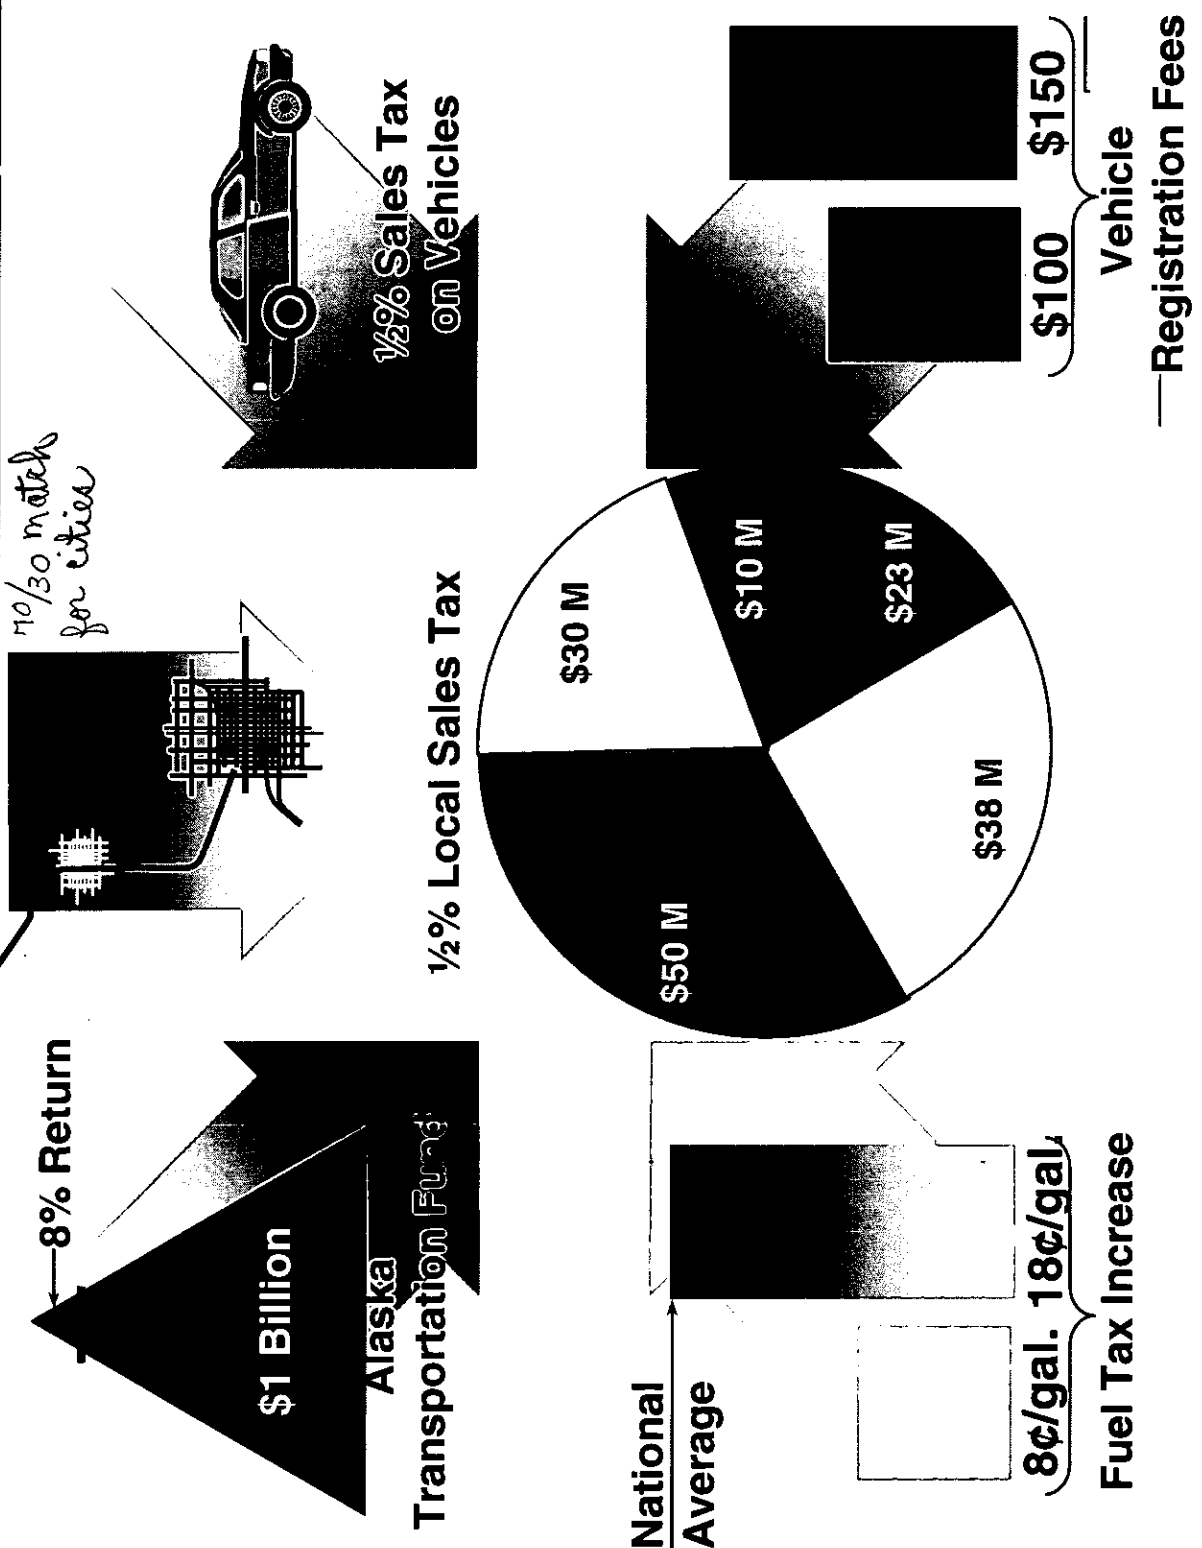 8% Return
$1 Billion
Alaska
Transportation Fund
70/30 match
for cities
½% Local Sales Tax
½% Sales Tax
on Vehicles
$50 M
$30 M
$10 M
$23 M
$38 M
National
Average
8¢/gal. 18¢/gal.
Fuel Tax Increase
$100 $150
Vehicle
Registration Fees